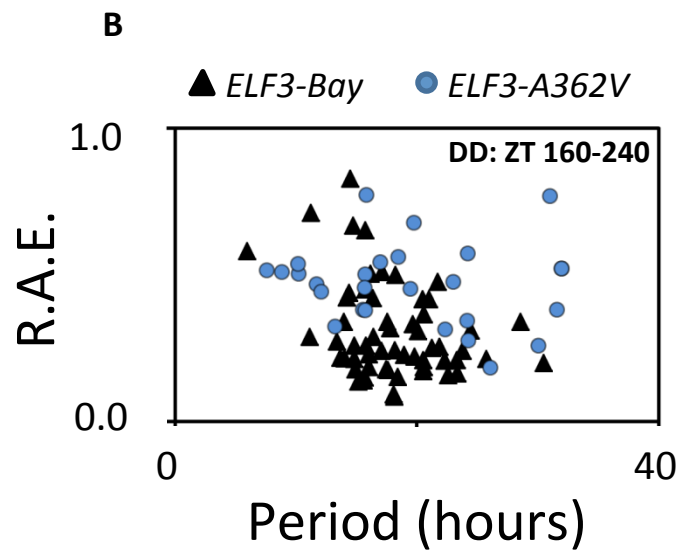 B
ELF3-Bay ELF3-A362V
1.0
DD: ZT 160-240
R.A.E.
0.0
0 40
Period (hours)